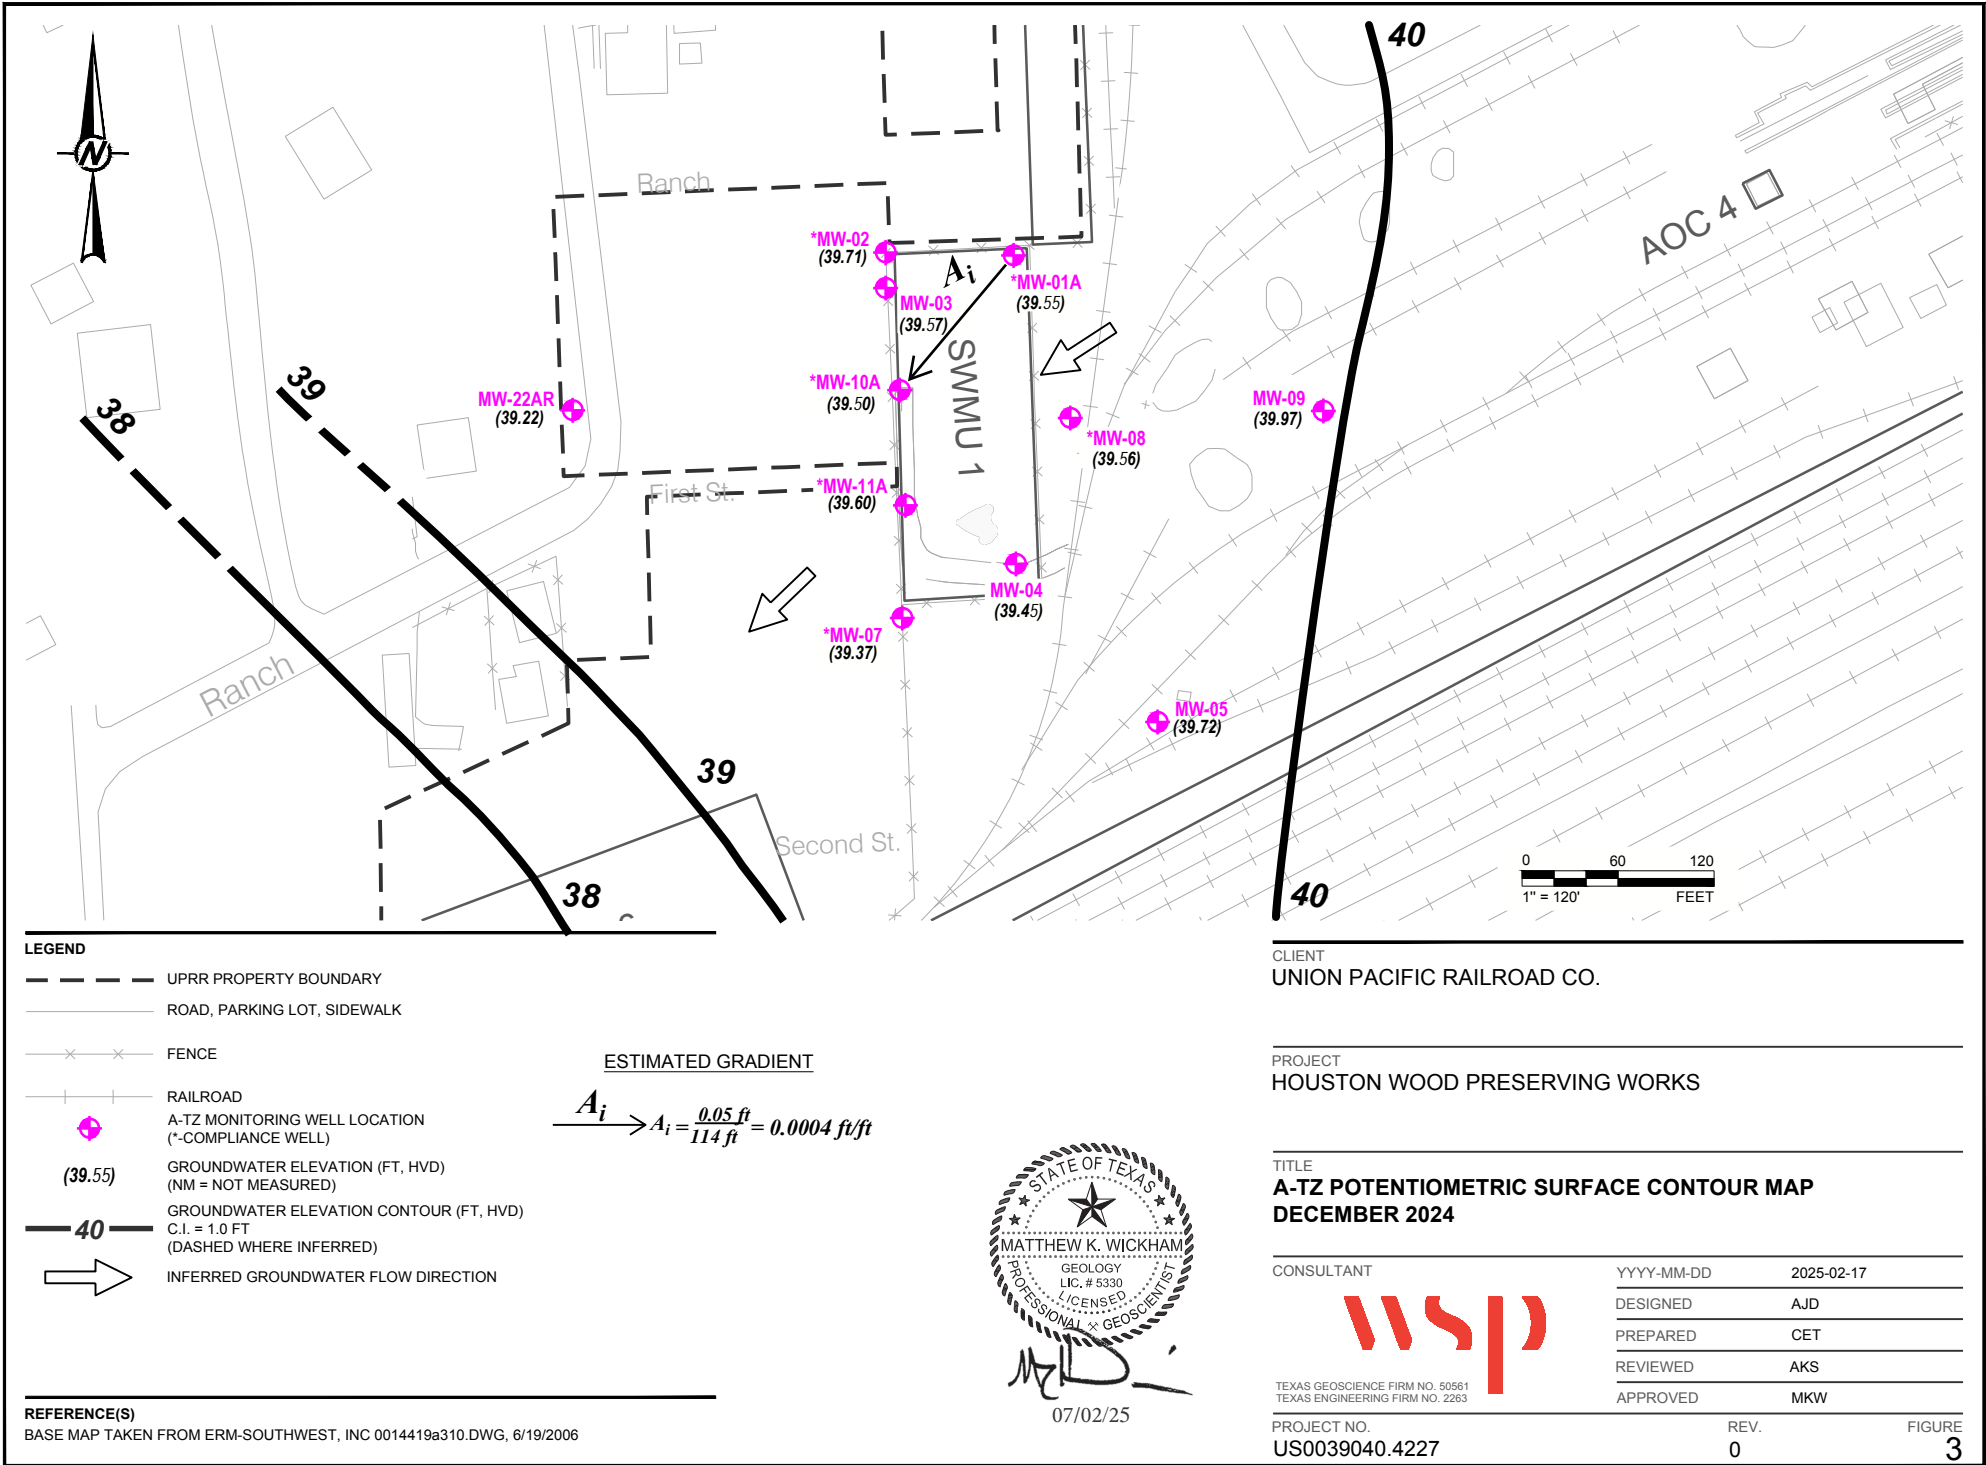 40
N
Ranch
AOC 4
*MW-02
(39.71)
Ai
*MW-01A
(39.55)
MW-03
(39.57)
SWMU 1
39
38
MW-22AR
(39.22)
*MW-10A
(39.50)
MW-09
(39.97)
*MW-08
(39.56)
First St.
*MW-11A
(39.60)
MW-04
(39.45)
*MW-07
(39.37)
Ranch
MW-05
(39.72)
39
Second St.
38
40
0 60 120
1" = 120' FEET
LEGEND
UPRR PROPERTY BOUNDARY
ROAD, PARKING LOT, SIDEWALK
FENCE
RAILROAD
A-TZ MONITORING WELL LOCATION
(*-COMPLIANCE WELL)
(39.55) GROUNDWATER ELEVATION (FT, HVD)
(NM = NOT MEASURED)
40 GROUNDWATER ELEVATION CONTOUR (FT, HVD)
C.I. = 1.0 FT
(DASHED WHERE INFERRED)
INFERRED GROUNDWATER FLOW DIRECTION
ESTIMATED GRADIENT
Ai Ai = 0.05 ft / 114 ft = 0.0004 ft/ft
STATE OF TEXAS
MATTHEW K. WICKHAM
GEOLOGY
LIC. # 5330
LICENSED
PROFESSIONAL GEOSCIENTIST
07/02/25
REFERENCE(S)
BASE MAP TAKEN FROM ERM-SOUTHWEST, INC 0014419a310.DWG, 6/19/2006
CLIENT
UNION PACIFIC RAILROAD CO.
PROJECT
HOUSTON WOOD PRESERVING WORKS
TITLE
A-TZ POTENTIOMETRIC SURFACE CONTOUR MAP
DECEMBER 2024
CONSULTANT
wsp
TEXAS GEOSCIENCE FIRM NO. 50561
TEXAS ENGINEERING FIRM NO. 2263
YYYY-MM-DD 2025-02-17
DESIGNED AJD
PREPARED CET
REVIEWED AKS
APPROVED MKW
PROJECT NO.
US0039040.4227
REV.
0
FIGURE
3